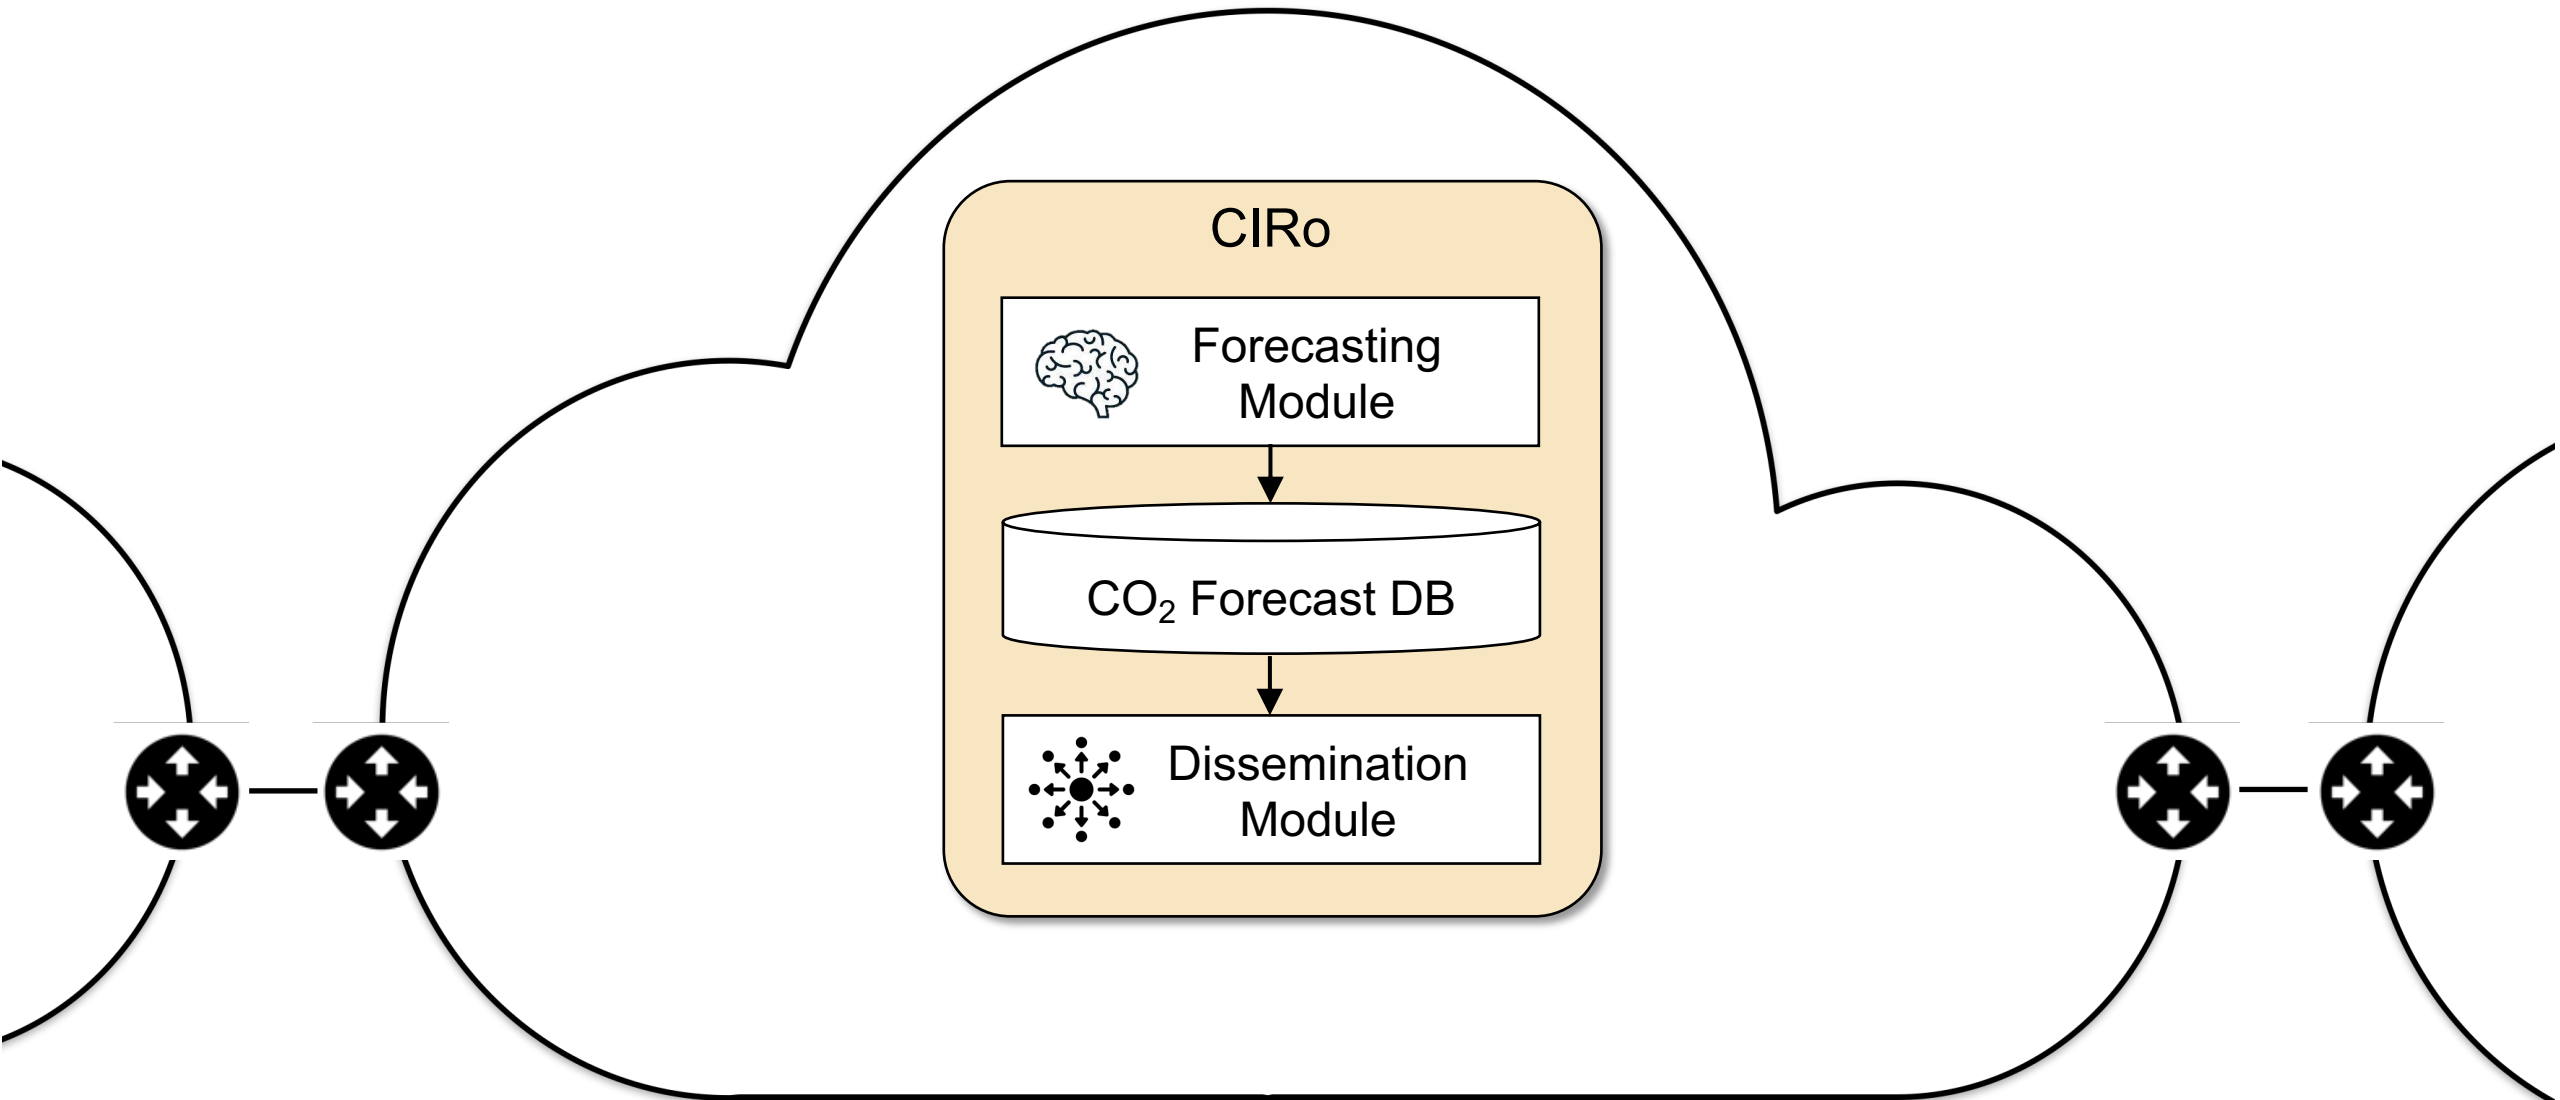 CIRo
Forecasting
Module
CO₂ Forecast DB
Dissemination
Module